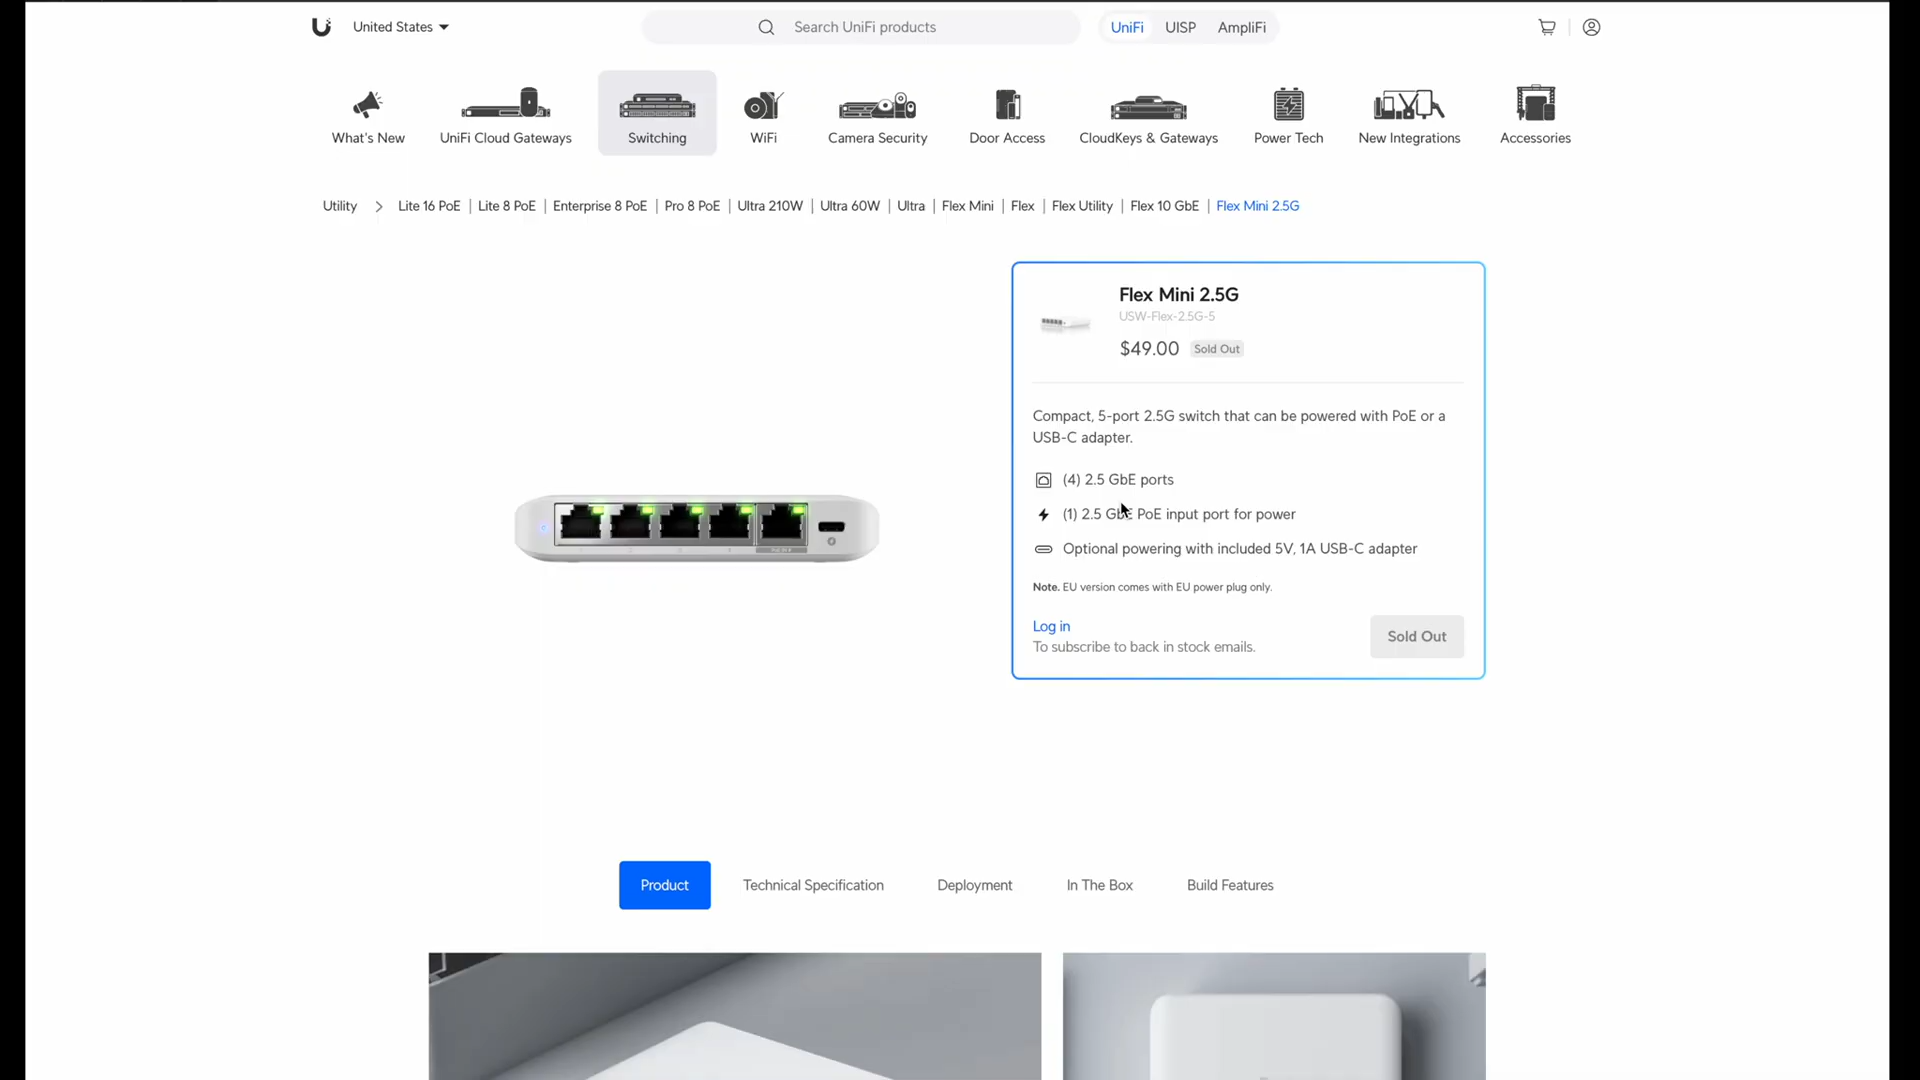 United States
Search UniFi products
UniFi
UISP
AmpliFi
What's New
UniFi Cloud Gateways
Switching
WiFi
Camera Security
Door Access
CloudKeys & Gateways
Power Tech
New Integrations
Accessories
Utility > Lite 16 PoE | Lite 8 PoE | Enterprise 8 PoE | Pro 8 PoE | Ultra 210W | Ultra 60W | Ultra | Flex Mini | Flex | Flex Utility | Flex 10 GbE | Flex Mini 2.5G
Flex Mini 2.5G
USW-Flex-2.5G-5
$49.00 Sold Out
Compact, 5-port 2.5G switch that can be powered with PoE or a
USB-C adapter.
(4) 2.5 GbE ports
(1) 2.5 GbE PoE input port for power
Optional powering with included 5V, 1A USB-C adapter
Note. EU version comes with EU power plug only.
Log in
To subscribe to back in stock emails.
Sold Out
Product
Technical Specification
Deployment
In The Box
Build Features